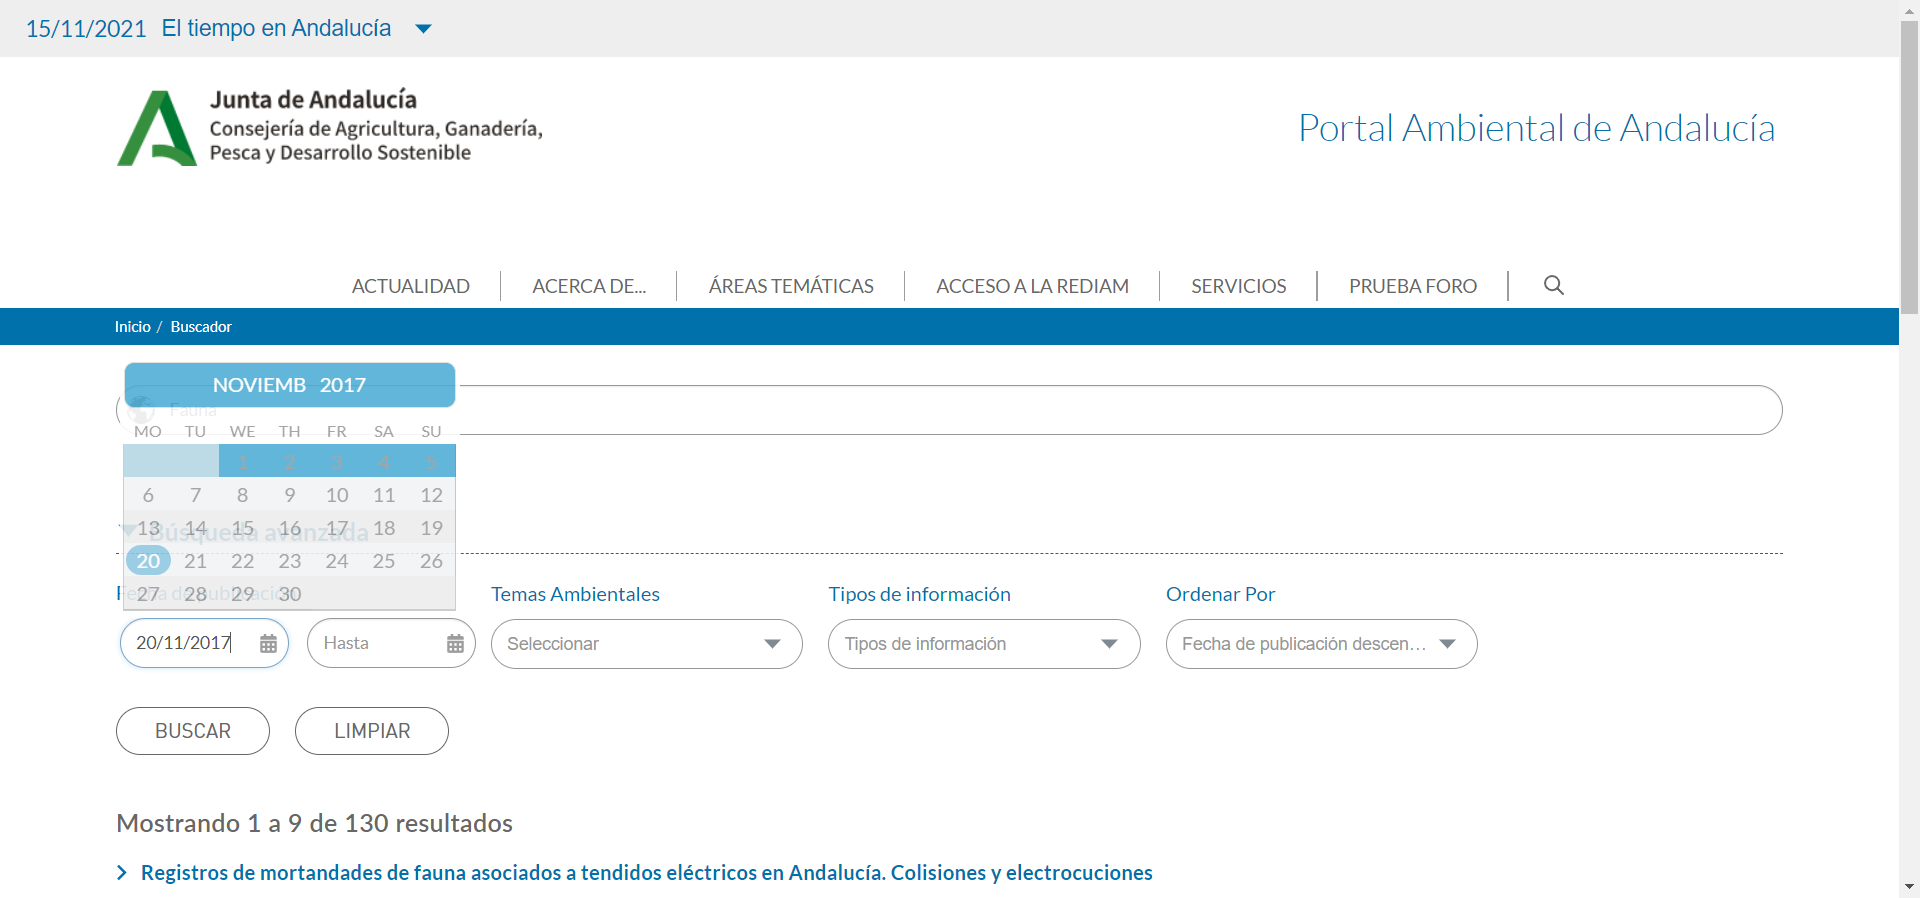 15/11/2021 El tiempo en Andalucía
Junta de Andalucía
Consejería de Agricultura, Ganadería,
Pesca y Desarrollo Sostenible
Portal Ambiental de Andalucía
ACTUALIDAD ACERCA DE... ÁREAS TEMÁTICAS ACCESO A LA REDIAM SERVICIOS PRUEBA FORO
Inicio / Buscador
NOVIEMB 2017
Fauna
MO TU WE TH FR SA SU
1 2 3 4 5
6 7 8 9 10 11 12
13 14 15 16 17 18 19
Búsqueda avanzada
20 21 22 23 24 25 26
27 28 29 30
Fecha de publicación Temas Ambientales Tipos de información Ordenar Por
20/11/2017 Hasta Seleccionar Tipos de información Fecha de publicación descen...
BUSCAR LIMPIAR
Mostrando 1 a 9 de 130 resultados
Registros de mortandades de fauna asociados a tendidos eléctricos en Andalucía. Colisiones y electrocuciones